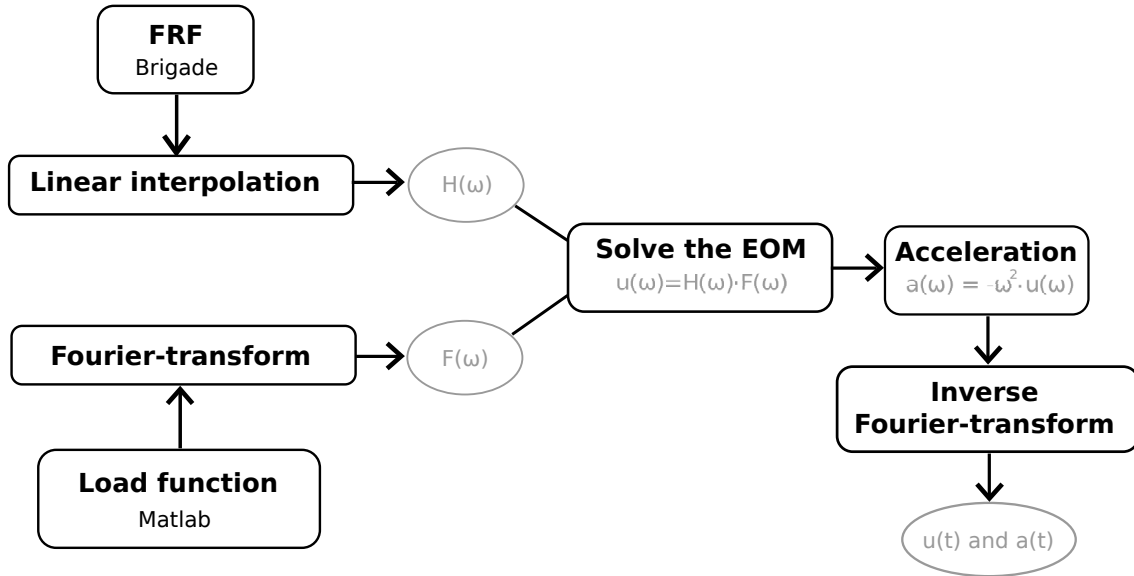 FRF
Brigade
Linear interpolation
H(ω)
Fourier-transform
F(ω)
Load function
Matlab
Solve the EOM
u(ω)=H(ω)·F(ω)
Acceleration
a(ω) = -ω²·u(ω)
Inverse
Fourier-transform
u(t) and a(t)